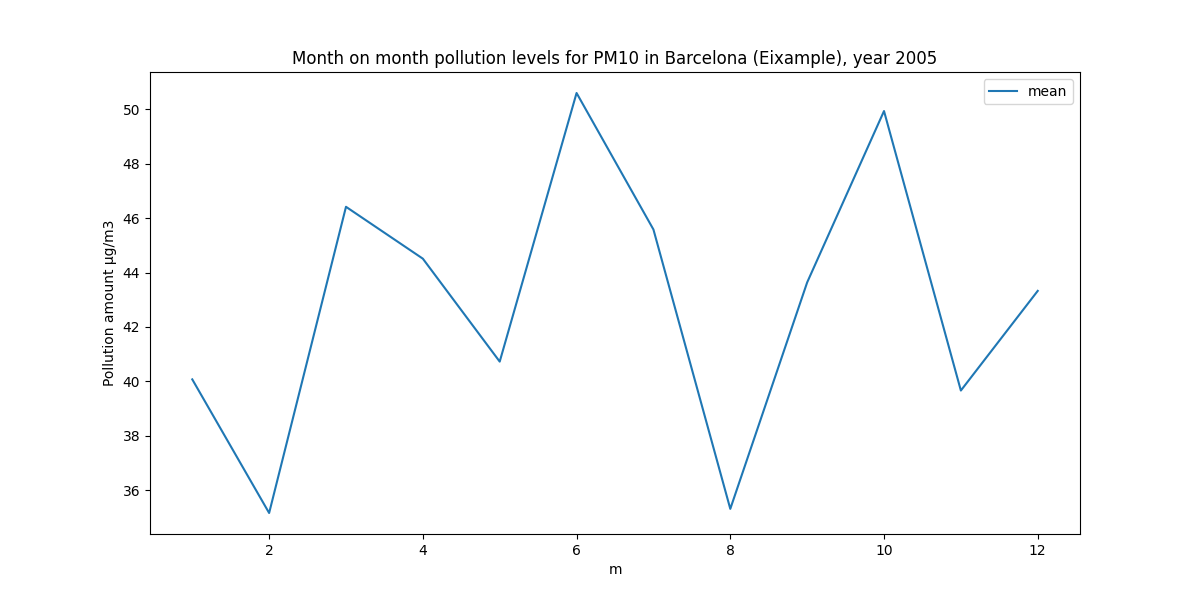 Month on month pollution levels for PM10 in Barcelona (Eixample), year 2005
mean
Pollution amount µg/m3
50
48
46
44
42
40
38
36
2 4 6 8 10 12
m